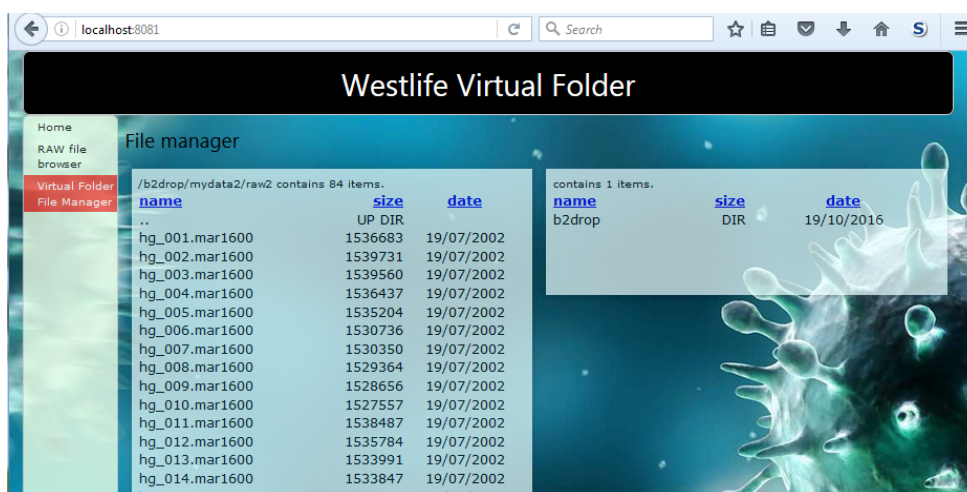 localhost:8081
Search
S)
Westlife Virtual Folder
Home
RAW file
browser
Virtual Folder
File Manager
File manager
/b2drop/mydata2/raw2 contains 84 items.
name size date
.. UP DIR
hg_001.mar1600 1536683 19/07/2002
hg_002.mar1600 1539731 19/07/2002
hg_003.mar1600 1539560 19/07/2002
hg_004.mar1600 1536437 19/07/2002
hg_005.mar1600 1535204 19/07/2002
hg_006.mar1600 1530736 19/07/2002
hg_007.mar1600 1530350 19/07/2002
hg_008.mar1600 1529364 19/07/2002
hg_009.mar1600 1528656 19/07/2002
hg_010.mar1600 1527557 19/07/2002
hg_011.mar1600 1538487 19/07/2002
hg_012.mar1600 1535784 19/07/2002
hg_013.mar1600 1533991 19/07/2002
hg_014.mar1600 1533847 19/07/2002
contains 1 items.
name size date
b2drop DIR 19/10/2016